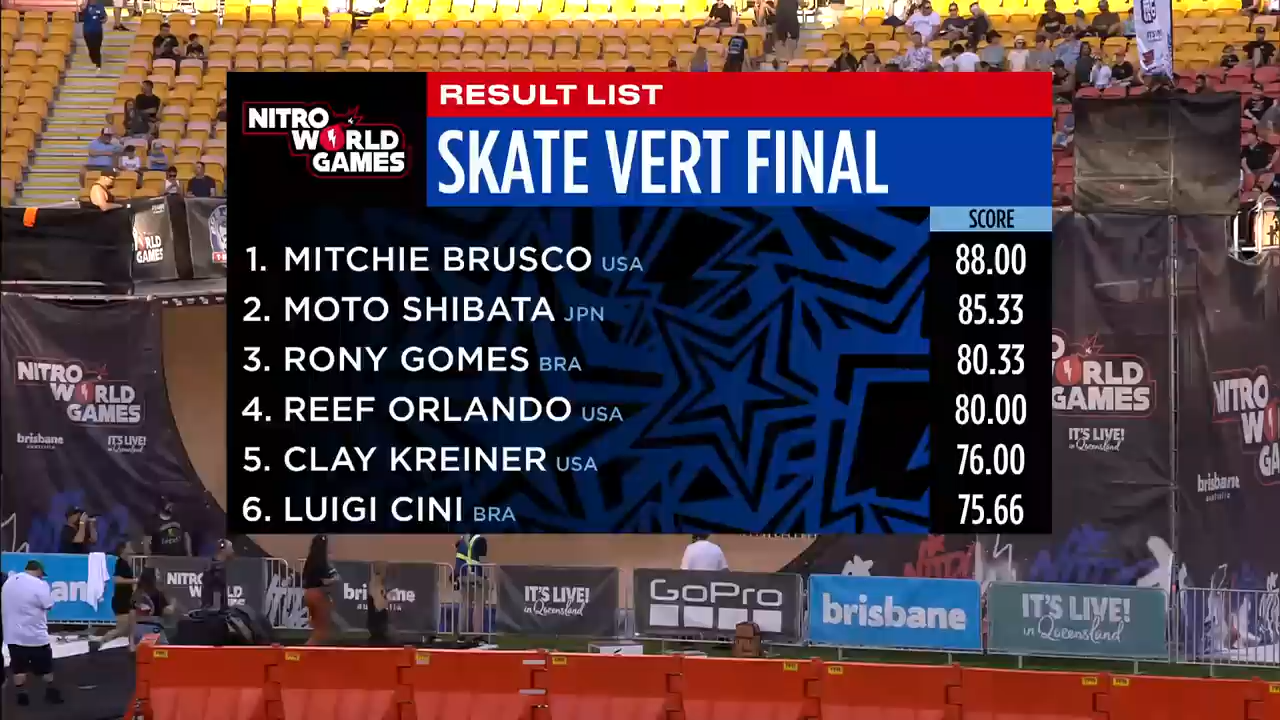 RESULT LIST
NITRO
WORLD
GAMES
SKATE VERT FINAL
SCORE
1. MITCHIE BRUSCO USA 88.00
2. MOTO SHIBATA JPN 85.33
3. RONY GOMES BRA 80.33
4. REEF ORLANDO USA 80.00
5. CLAY KREINER USA 76.00
6. LUIGI CINI BRA 75.66
NITRO
WORLD
GAMES
brisbane
australia
IT'S LIVE!
in Queensland
GAMES
IT'S LIVE!
in Queensland
NITRO
brisbane
australia
NITRO
IT'S LIVE!
in Queensland
GoPro
brisbane
IT'S LIVE!
in Queensland